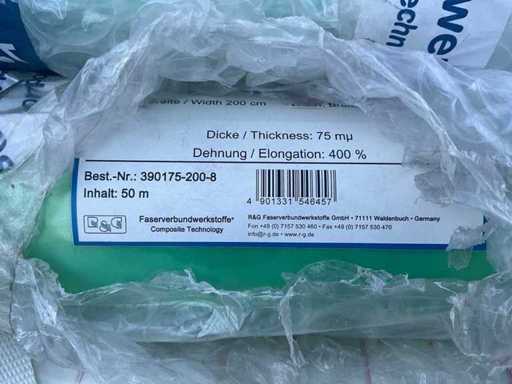 / Width 200 cm
Dicke / Thickness: 75 mµ
Dehnung / Elongation: 400 %
Best.-Nr.: 390175-200-8
Inhalt: 50 m
4 901331 546457
R&G
Faserverbundwerkstoffe®
Composite Technology
R&G Faserverbundwerkstoffe GmbH • 71111 Waldenbuch • Germany
Fon +49 (0) 7157 530 460 • Fax +49 (0) 7157 530 470
info@r-g.de • www.r-g.de